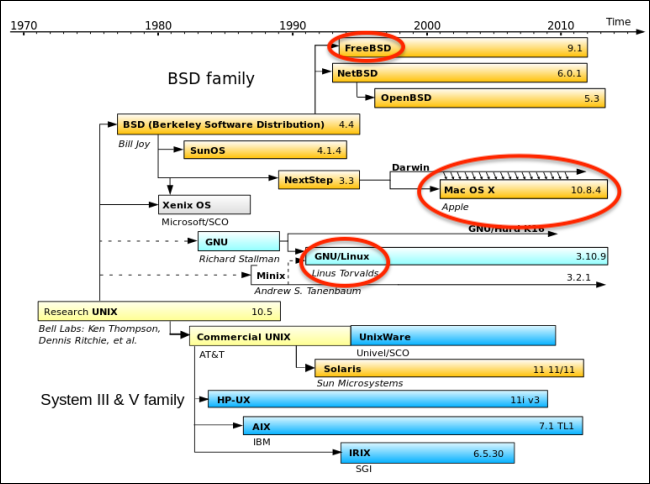 1970 1980 1990 2000 2010 Time
FreeBSD 9.1
BSD family
NetBSD 6.0.1
OpenBSD 5.3
BSD (Berkeley Software Distribution) 4.4
Bill Joy
SunOS 4.1.4
Darwin
NextStep 3.3
Mac OS X 10.8.4
Xenix OS
Apple
Microsoft/SCO
GNU/Hurd K16
GNU
Richard Stallman
GNU/Linux 3.10.9
Linus Torvalds
Minix 3.2.1
Andrew S. Tanenbaum
Research UNIX 10.5
Bell Labs: Ken Thompson,
Dennis Ritchie, et al.
Commercial UNIX
UnixWare
AT&T
Univel/SCO
Solaris 11 11/11
Sun Microsystems
System III & V family
HP-UX 11i v3
AIX 7.1 TL1
IBM
IRIX 6.5.30
SGI